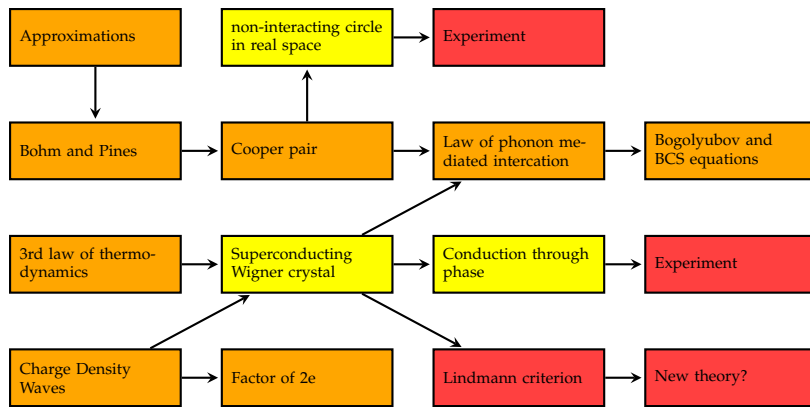 Approximations
non-interacting circle
in real space
Experiment
Bohm and Pines
Cooper pair
Law of phonon me-
diated intercation
Bogolyubov and
BCS equations
3rd law of thermo-
dynamics
Superconducting
Wigner crystal
Conduction through
phase
Experiment
Charge Density
Waves
Factor of 2e
Lindmann criterion
New theory?